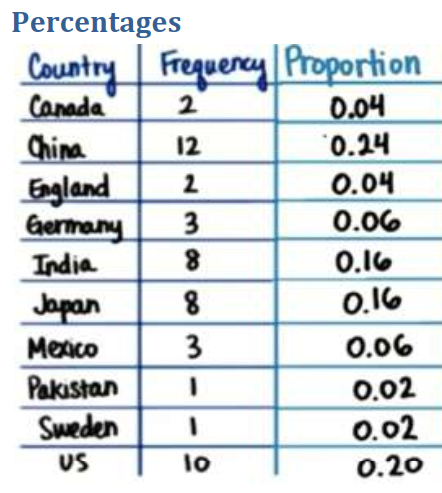 Percentages
Country Frequency Proportion
Canada 2 0.04
China 12 0.24
England 2 0.04
Germany 3 0.06
India 8 0.16
Japan 8 0.16
Mexico 3 0.06
Pakistan 1 0.02
Sweden 1 0.02
US 10 0.20